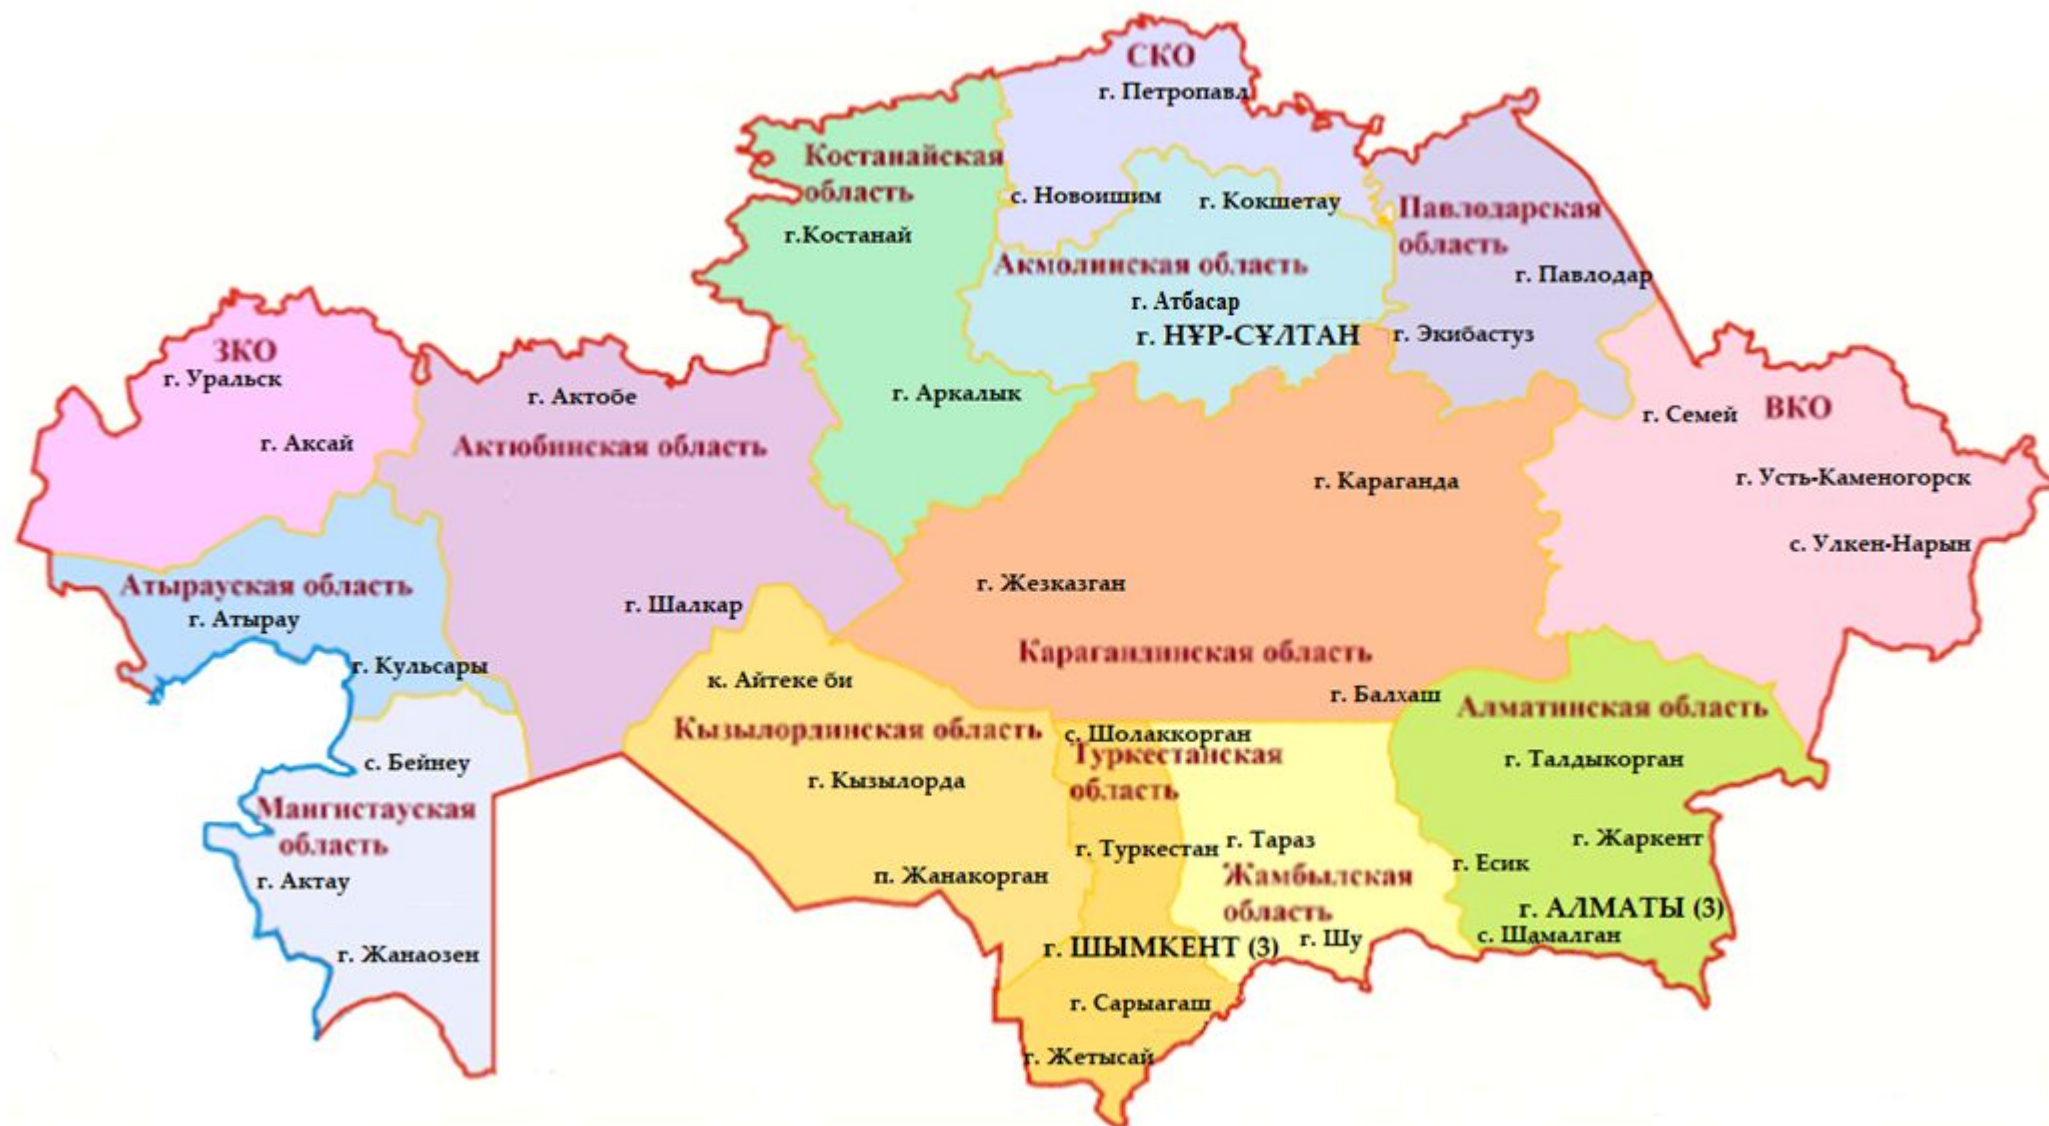 СКО
г. Петропавл
Костанайская
область
г.Костанай
с. Новоишим
г. Кокшетау
Павлодарская
область
г. Павлодар
Акмолинская область
г. Атбасар
г. НҰР-СҰЛТАН
г. Экибастуз
ЗКО
г. Уральск
г. Аксай
г. Актобе
Актюбинская область
г. Аркалык
г. Семей
ВКО
г. Усть-Каменогорск
с. Улкен-Нарын
г. Караганда
г. Жезказган
Карагандинская область
г. Балхаш
Атырауская область
г. Атырау
г. Кульсары
г. Шалкар
к. Айтеке би
Кызылординская область
г. Кызылорда
п. Жанакорган
с. Шолаккорган
Туркестанская
область
г. Туркестан
г. Тараз
Жамбылская
область
г. Шу
Алматинская область
г. Талдыкорган
г. Жаркент
г. Есик
г. АЛМАТЫ (3)
с. Шамалган
с. Бейнеу
Мангистауская
область
г. Актау
г. Жанаозен
г. ШЫМКЕНТ (3)
г. Сарыагаш
г. Жетысай